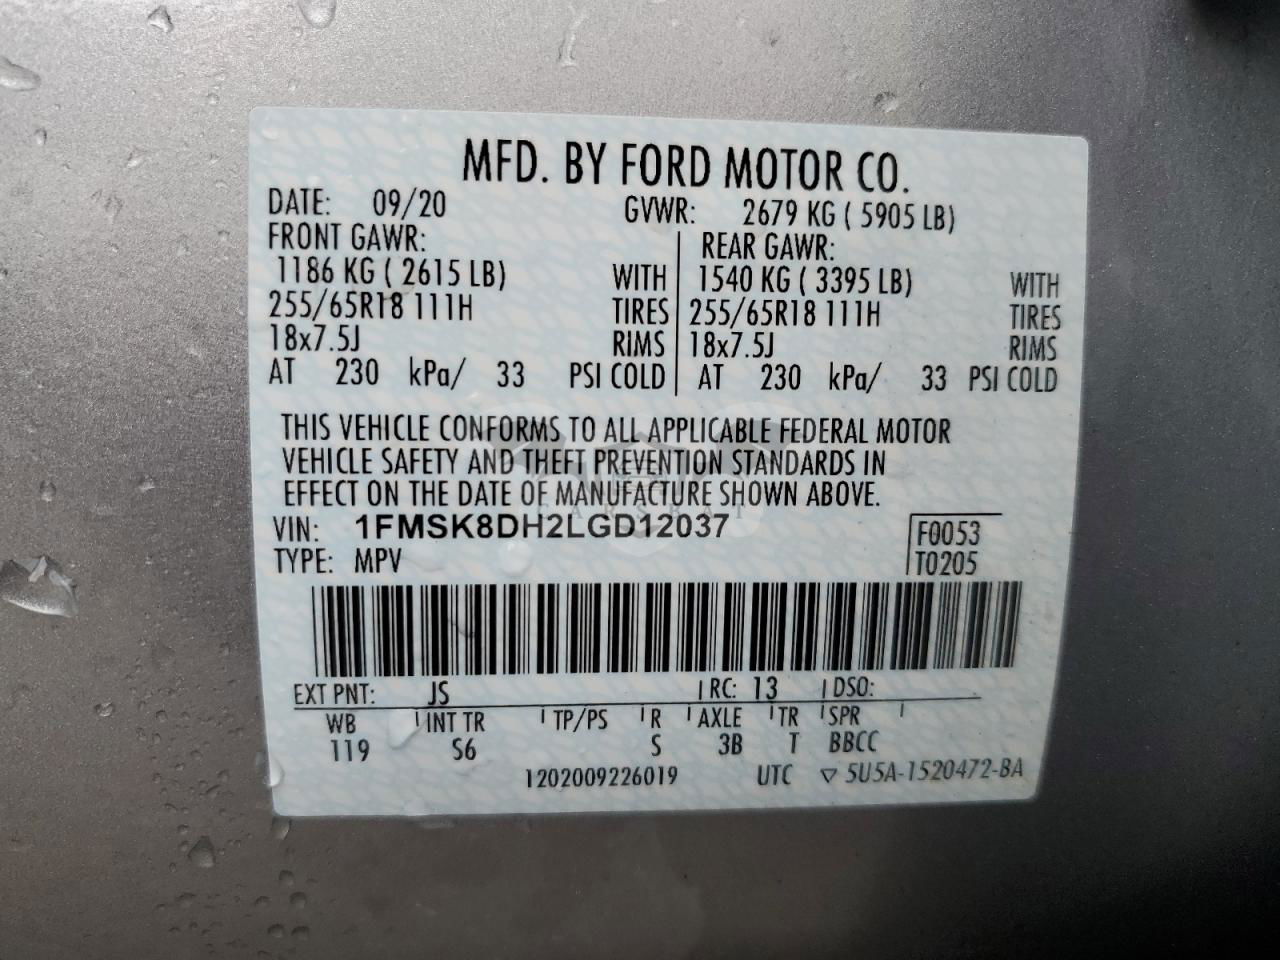 MFD. BY FORD MOTOR CO.
DATE: 09/20 GVWR: 2679 KG ( 5905 LB)
FRONT GAWR: REAR GAWR:
1186 KG ( 2615 LB) WITH 1540 KG ( 3395 LB) WITH
255/65R18 111H TIRES 255/65R18 111H TIRES
18x7.5J RIMS 18x7.5J RIMS
AT 230 kPa/ 33 PSI COLD AT 230 kPa/ 33 PSI COLD
THIS VEHICLE CONFORMS TO ALL APPLICABLE FEDERAL MOTOR
VEHICLE SAFETY AND THEFT PREVENTION STANDARDS IN
EFFECT ON THE DATE OF MANUFACTURE SHOWN ABOVE.
CARSBAT
VIN: 1FMSK8DH2LGD12037 F0053
TYPE: MPV T0205
EXT PNT: JS RC: 13 DSO:
WB INT TR TP/PS R AXLE TR SPR
119 S6 S 3B T BBCC
1202009226019 UTC ▽ 5U5A-1520472-BA